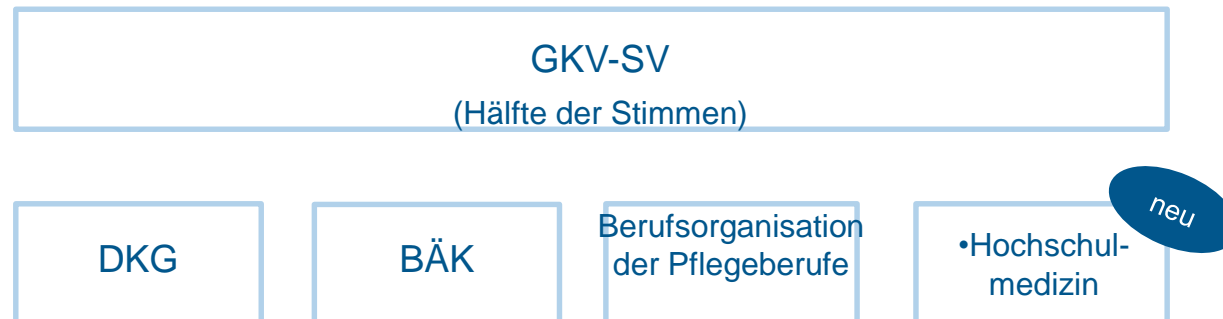 GKV-SV
(Hälfte der Stimmen)
DKG
BÄK
Berufsorganisation
der Pflegeberufe
•Hochschul-
medizin
neu